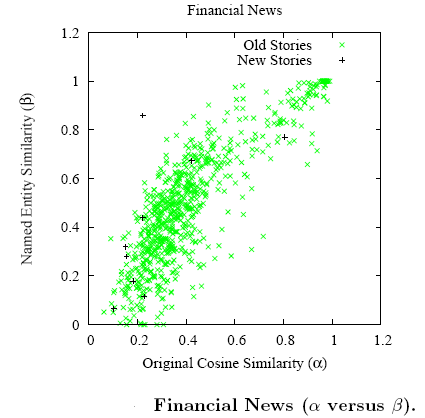 Financial News
1.2
Old Stories
New Stories
1
0.8
0.6
0.4
0.2
0
Named Entity Similarity (β)
0 0.2 0.4 0.6 0.8 1 1.2
Original Cosine Similarity (α)
Financial News (α versus β).